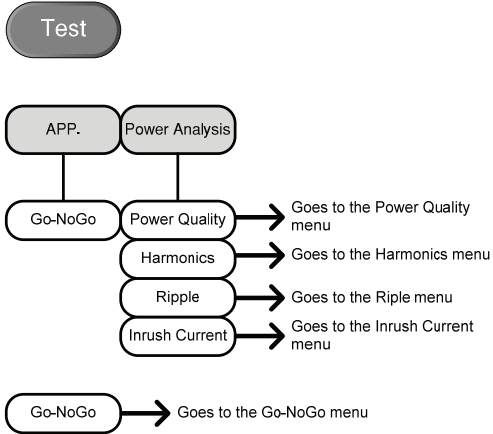 Test
APP. Power Analysis
Go-NoGo Power Quality Goes to the Power Quality
menu
Harmonics Goes to the Harmonics menu
Ripple Goes to the Riple menu
Inrush Current Goes to the Inrush Current
menu
Go-NoGo Goes to the Go-NoGo menu